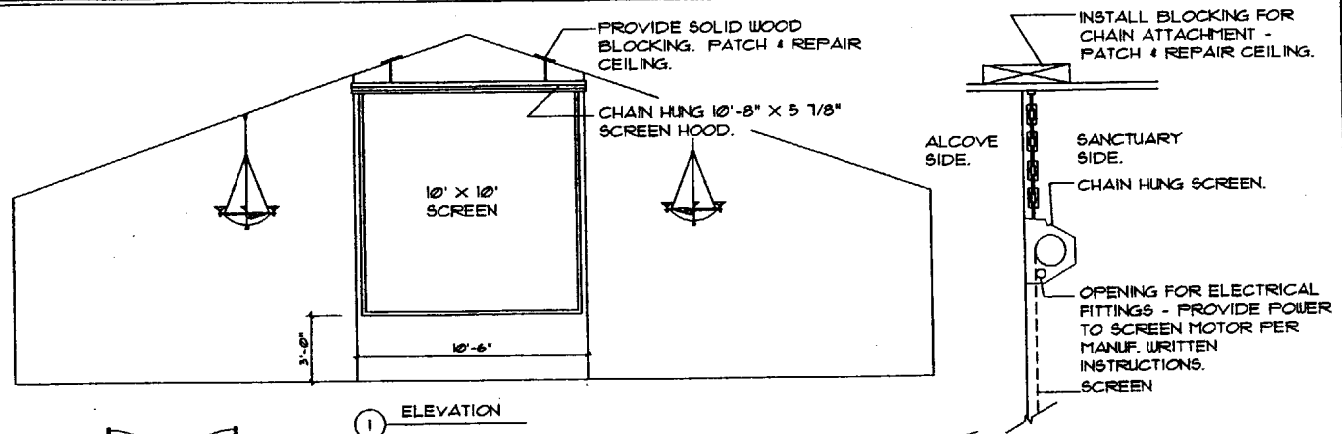 PROVIDE SOLID WOOD
BLOCKING. PATCH & REPAIR
CEILING.
CHAIN HUNG 10'-8" X 5 7/8"
SCREEN HOOD.
10' X 10'
SCREEN
3'-0"
10'-6"
1
ELEVATION
INSTALL BLOCKING FOR
CHAIN ATTACHMENT -
PATCH & REPAIR CEILING.
ALCOVE
SIDE.
SANCTUARY
SIDE.
CHAIN HUNG SCREEN.
OPENING FOR ELECTRICAL
FITTINGS - PROVIDE POWER
TO SCREEN MOTOR PER
MANUF. WRITTEN
INSTRUCTIONS.
SCREEN